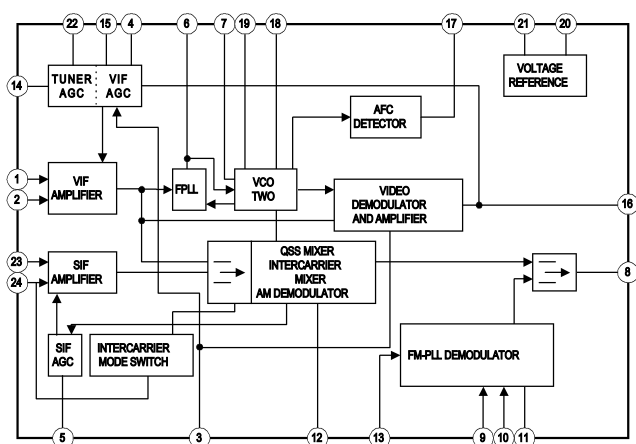 22 15 4 6 7 19 18 17 21 20
TUNER AGC
VIF AGC
VOLTAGE REFERENCE
14
AFC DETECTOR
1
2
VIF AMPLIFIER
FPLL
VCO TWO
VIDEO DEMODULATOR AND AMPLIFIER
16
23
24
SIF AMPLIFIER
QSS MIXER
INTERCARRIER MIXER
AM DEMODULATOR
8
SIF AGC
INTERCARRIER MODE SWITCH
FM-PLL DEMODULATOR
5 3 12 13 9 10 11